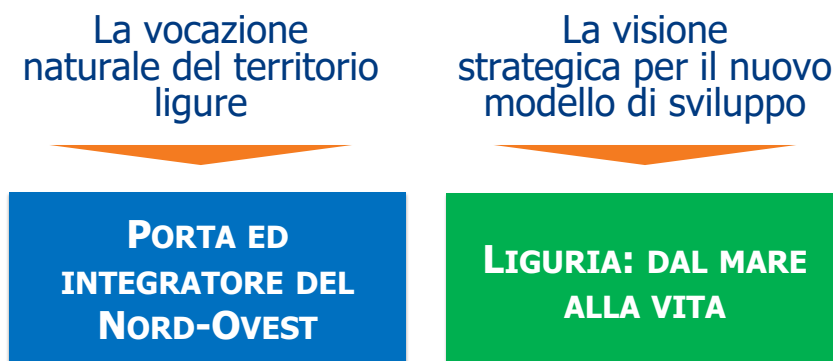 La vocazione
naturale del territorio
ligure
La visione
strategica per il nuovo
modello di sviluppo
PORTA ED
INTEGRATORE DEL
NORD-OVEST
LIGURIA: DAL MARE
ALLA VITA